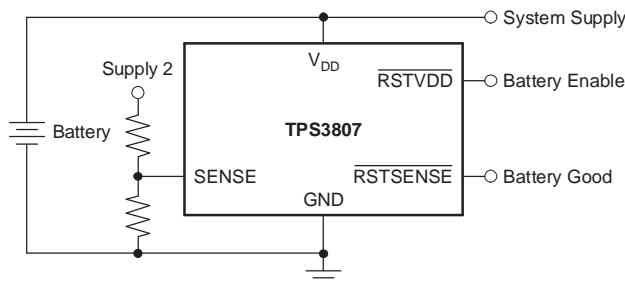 System Supply
V_DD
Supply 2
RSTVDD
Battery Enable
Battery
TPS3807
SENSE
RSTSENSE
Battery Good
GND